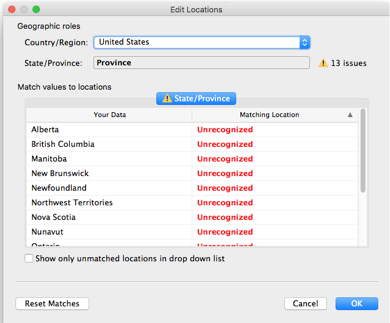 Edit Locations
Geographic roles
Country/Region: United States
State/Province: Province 13 issues
Match values to locations
State/Province
Your Data Matching Location
Alberta Unrecognized
British Columbia Unrecognized
Manitoba Unrecognized
New Brunswick Unrecognized
Newfoundland Unrecognized
Northwest Territories Unrecognized
Nova Scotia Unrecognized
Nunavut Unrecognized
Ontario Unrecognized
Show only unmatched locations in drop down list
Reset Matches Cancel OK